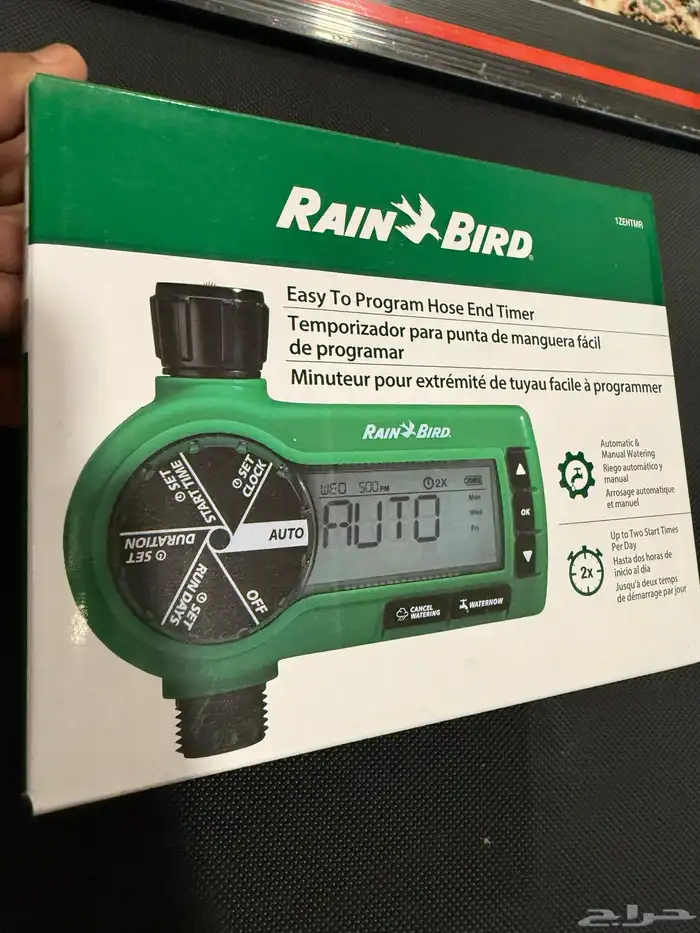 RAIN BIRD®
1ZEHTMR
Easy To Program Hose End Timer
Temporizador para punta de manguera fácil
de programar
Minuteur pour extrémité de tuyau facile à programmer
RAIN BIRD
SET
CLOCK
SET
START TIME
SET
DURATION
SET
RUN DAYS
AUTO
OFF
WED 500PM 2X
AUTO
Mon
Wed
Fri
OK
CANCEL
WATERING
WATER NOW
Automatic &
Manual Watering
Riego automático y
manual
Arrosage automatique
et manuel
2x
Up to Two Start Times
Per Day
Hasta dos horas de
inicio al día
Jusqu'à deux temps
de démarrage par jour
حراج